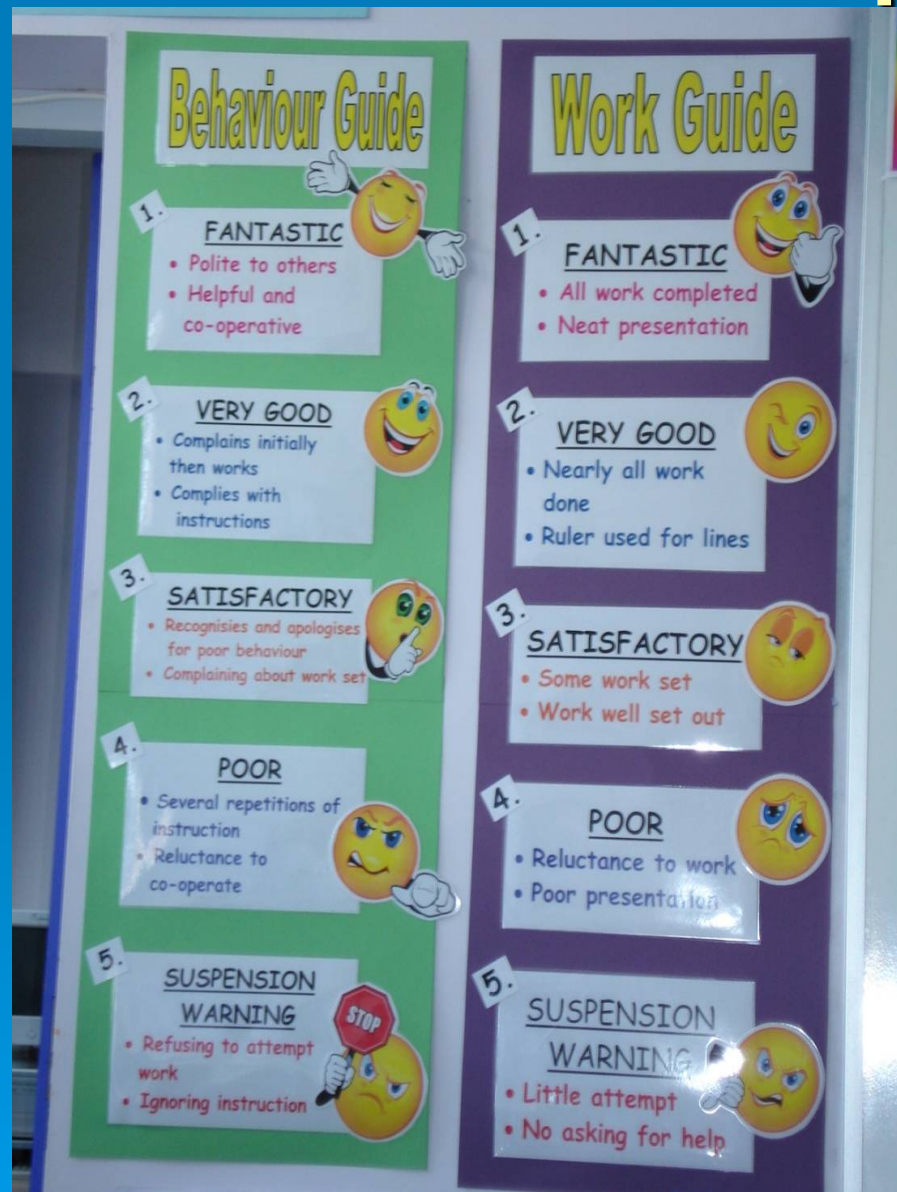 Behaviour Guide
1.
FANTASTIC
• Polite to others
• Helpful and
co-operative
2.
VERY GOOD
• Complains initially
then works
• Complies with
instructions
3.
SATISFACTORY
• Recognisies and apologises
for poor behaviour
• Complaining about work set
4.
POOR
• Several repetitions of
instruction
• Reluctance to
co-operate
5.
SUSPENSION
WARNING
• Refusing to attempt
work
• Ignoring instruction
STOP
Work Guide
1.
FANTASTIC
• All work completed
• Neat presentation
2.
VERY GOOD
• Nearly all work
done
• Ruler used for lines
3.
SATISFACTORY
• Some work set
• Work well set out
4.
POOR
• Reluctance to work
• Poor presentation
5.
SUSPENSION
WARNING
• Little attempt
• No asking for help